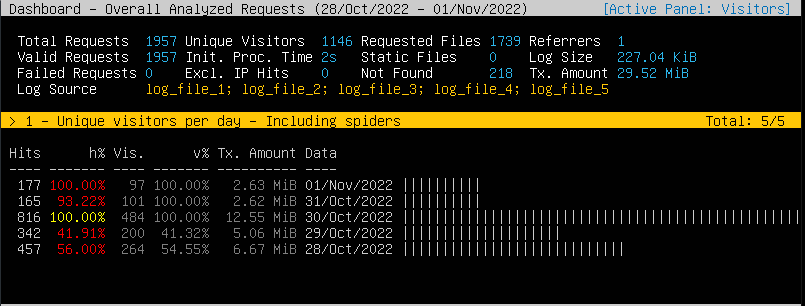 Dashboard - Overall Analyzed Requests (28/Oct/2022 - 01/Nov/2022) [Active Panel: Visitors]
Total Requests 1957 Unique Visitors 1146 Requested Files 1739 Referrers 1
Valid Requests 1957 Init. Proc. Time 2s Static Files 0 Log Size 227.04 KiB
Failed Requests 0 Excl. IP Hits 0 Not Found 218 Tx. Amount 29.52 MiB
Log Source log_file_1; log_file_2; log_file_3; log_file_4; log_file_5
> 1 - Unique visitors per day - Including spiders Total: 5/5
Hits h% Vis. v% Tx. Amount Data
---- ------- ---- ------- ---------- ----
177 100.00% 97 100.00% 2.63 MiB 01/Nov/2022 ||||||||||
165 93.22% 101 100.00% 2.62 MiB 31/Oct/2022 ||||||||||
816 100.00% 484 100.00% 12.55 MiB 30/Oct/2022 ||||||||||||||||||||||||||||||||||||||||||||||||||
342 41.91% 200 41.32% 5.06 MiB 29/Oct/2022 ||||||||||||||||||||
457 56.00% 264 54.55% 6.67 MiB 28/Oct/2022 ||||||||||||||||||||||||||||